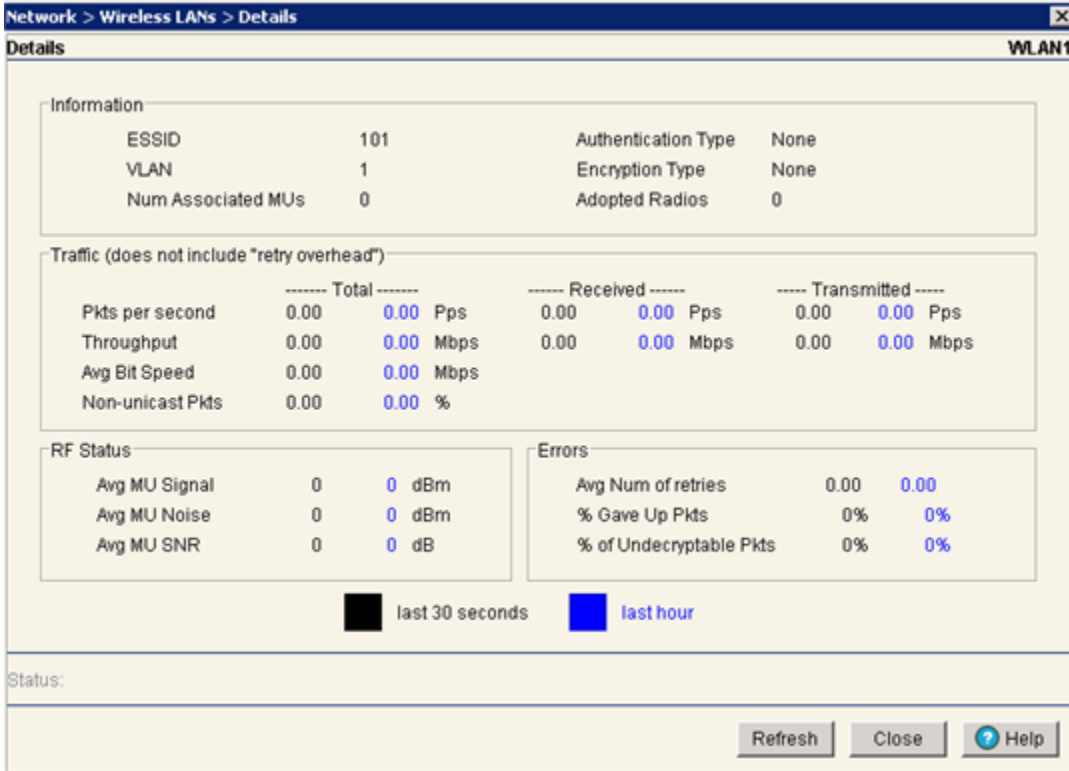 Network > Wireless LANs > Details
Details WLAN1
Information
ESSID 101 Authentication Type None
VLAN 1 Encryption Type None
Num Associated MUs 0 Adopted Radios 0
Traffic (does not include "retry overhead")
------- Total ------- ------ Received ------ ----- Transmitted -----
Pkts per second 0.00 0.00 Pps 0.00 0.00 Pps 0.00 0.00 Pps
Throughput 0.00 0.00 Mbps 0.00 0.00 Mbps 0.00 0.00 Mbps
Avg Bit Speed 0.00 0.00 Mbps
Non-unicast Pkts 0.00 0.00 %
RF Status
Avg MU Signal 0 0 dBm
Avg MU Noise 0 0 dBm
Avg MU SNR 0 0 dB
Errors
Avg Num of retries 0.00 0.00
% Gave Up Pkts 0% 0%
% of Undecryptable Pkts 0% 0%
last 30 seconds last hour
Status:
Refresh Close ? Help